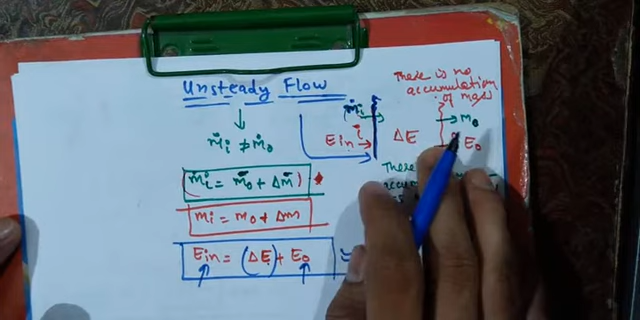 Unsteady Flow
ṁi ≠ ṁo
ṁi = ṁo + Δṁ)
mi = mo + Δm
Ein = (ΔE) + Eo
There is no
accumulation
of mass
ṁi
Ein
i
ΔE
mo
Eo
There